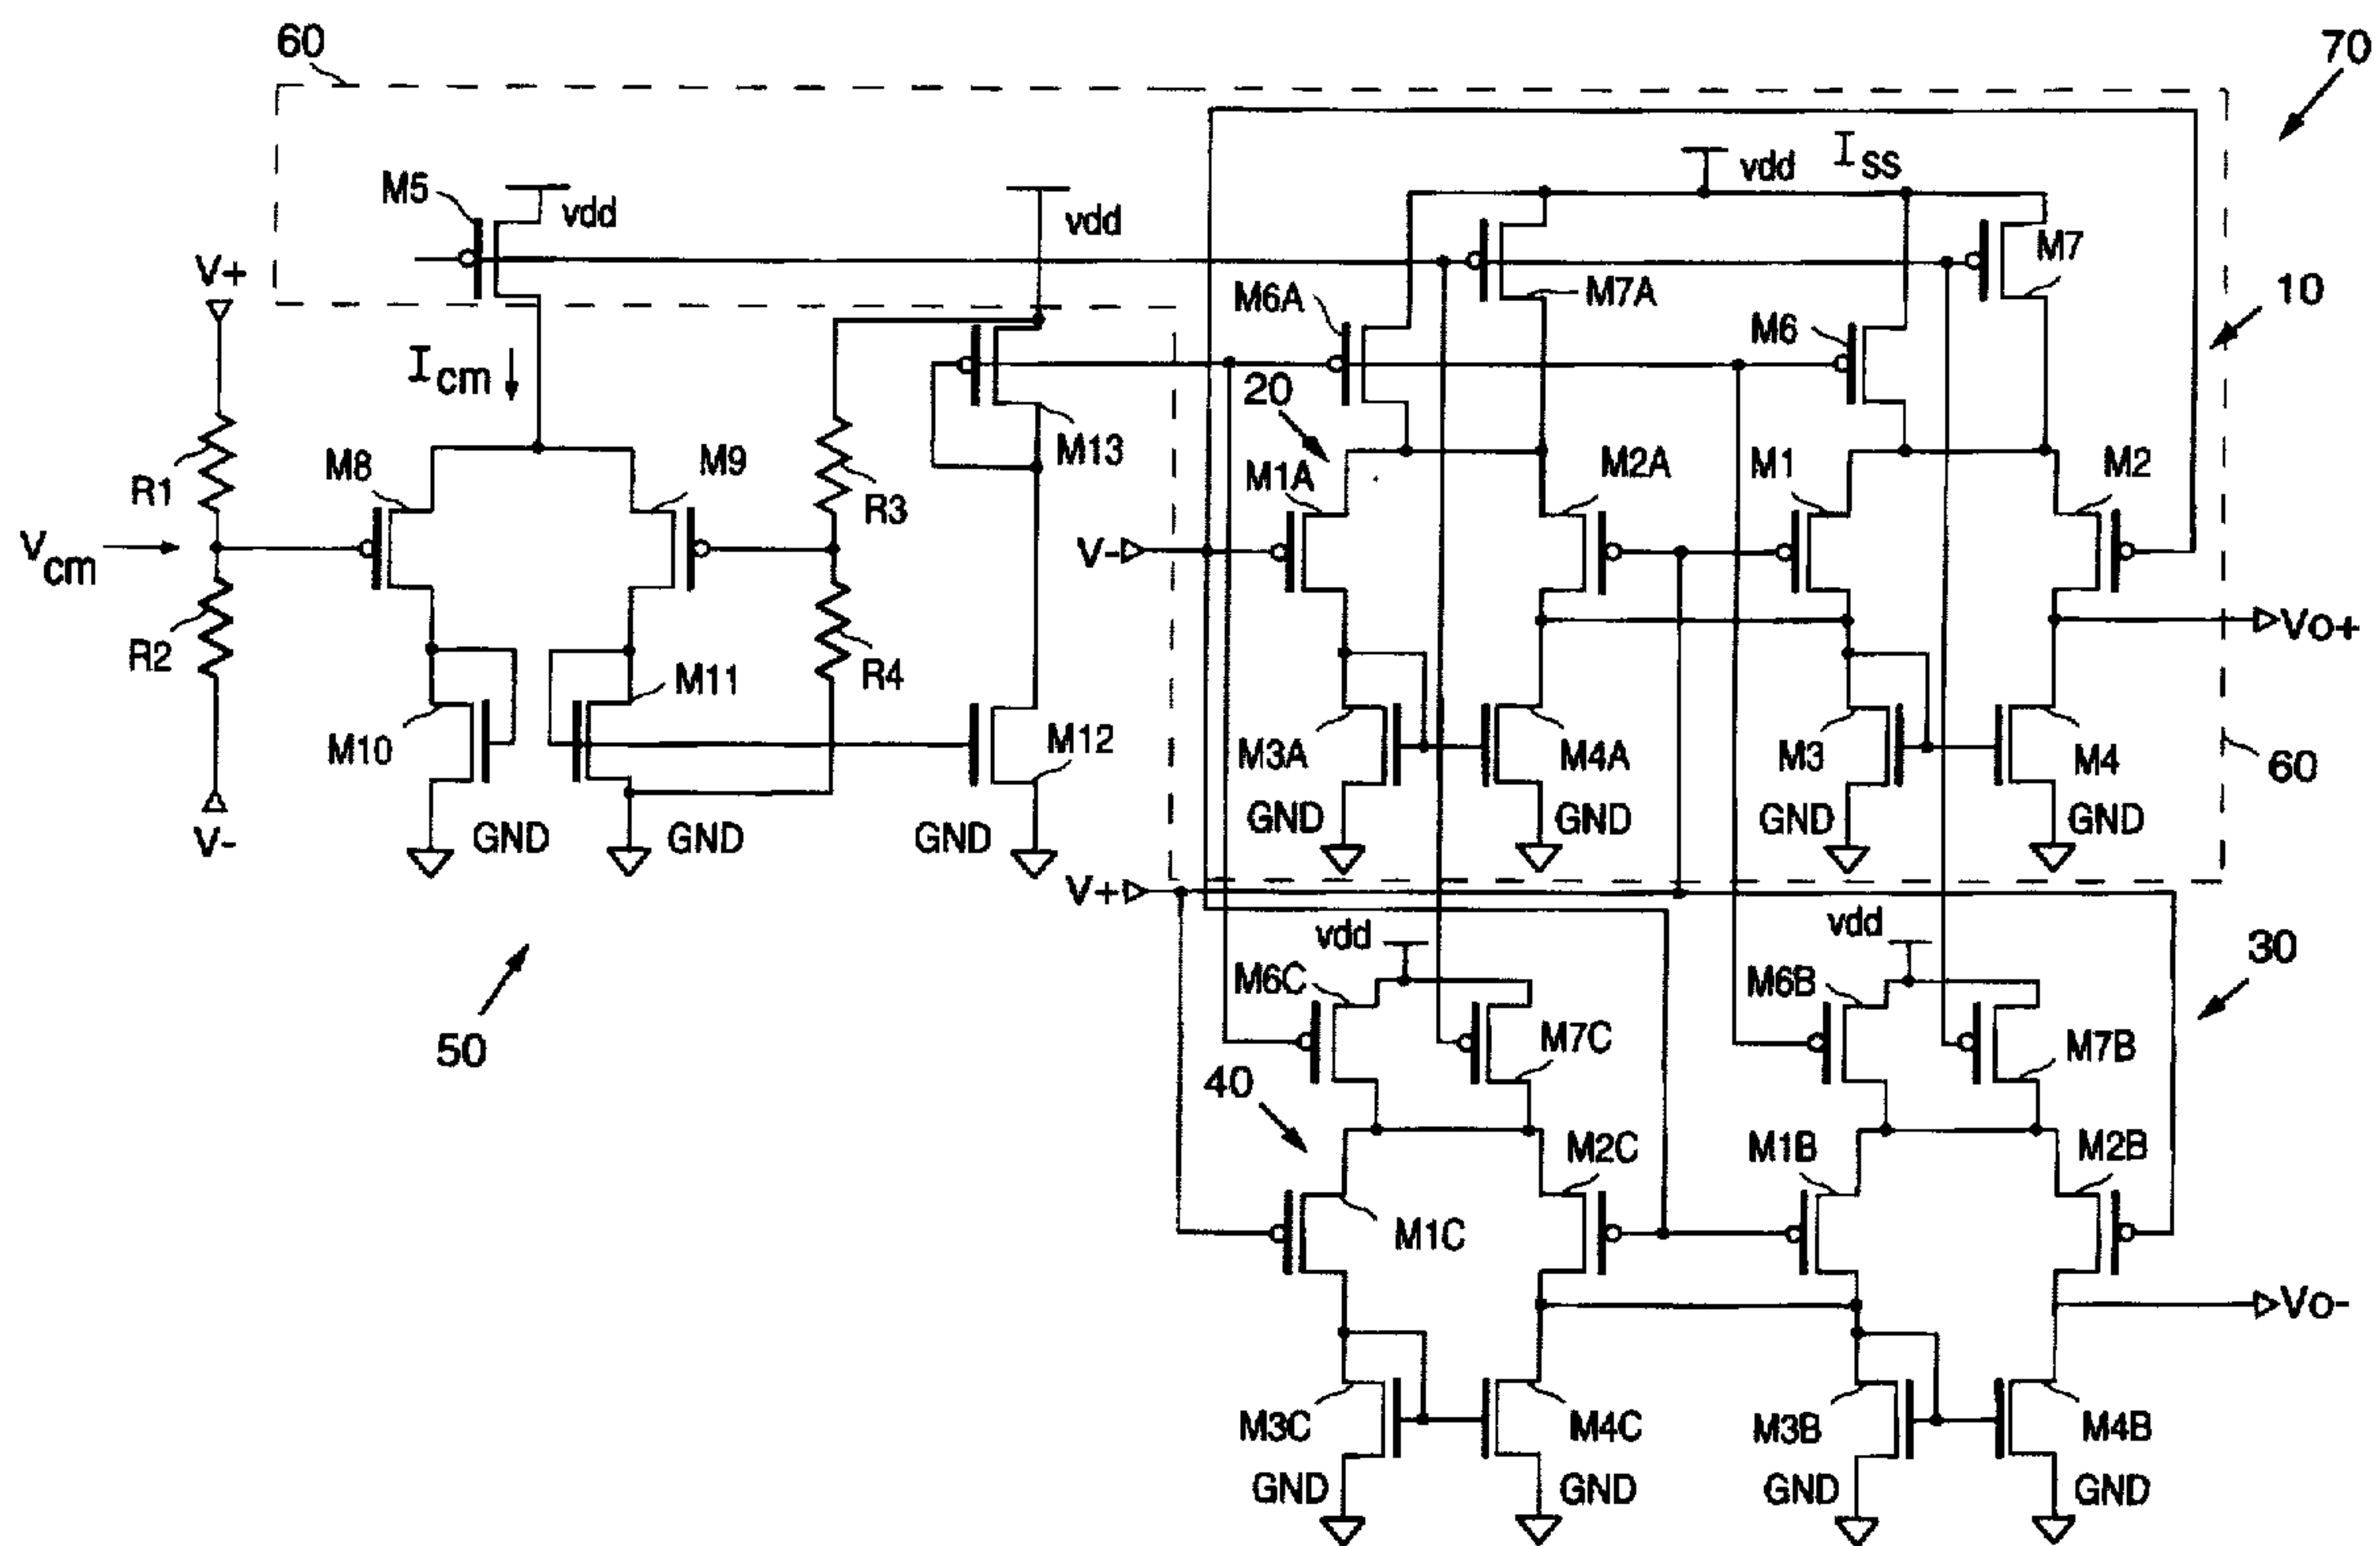 60
70
I SS
vdd
M5
vdd
vdd
M7
V+
M6A
M7A
10
M6
I cm
20
M13
M8
M9
M1A
M2A
M1
M2
R1
R3
Vcm
V-
Vo+
R2
R4
M11
M10
M12
M3A
M4A
M3
M4
60
GND
GND
GND
GND
V-
GND
GND
GND
V+
vdd
vdd
30
M6C
M6B
50
M7C
M7B
40
M2C
M1B
M2B
M1C
Vo-
M3C
M4C
M3B
M4B
GND
GND
GND
GND